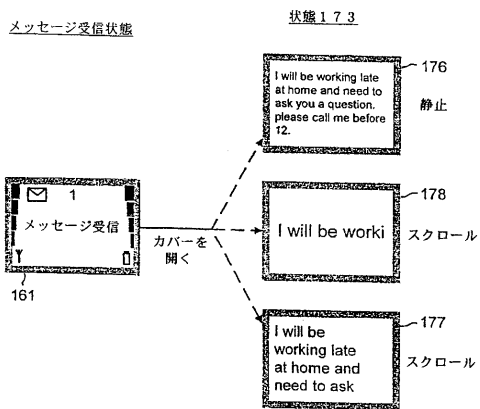 メッセージ受信状態
状態173
176
I will be working late
at home and need to
ask you a question.
please call me before
12.
静止
1
メッセージ受信
161
カバーを
開く
178
I will be worki
スクロール
177
I will be
working late
at home and
need to ask
スクロール